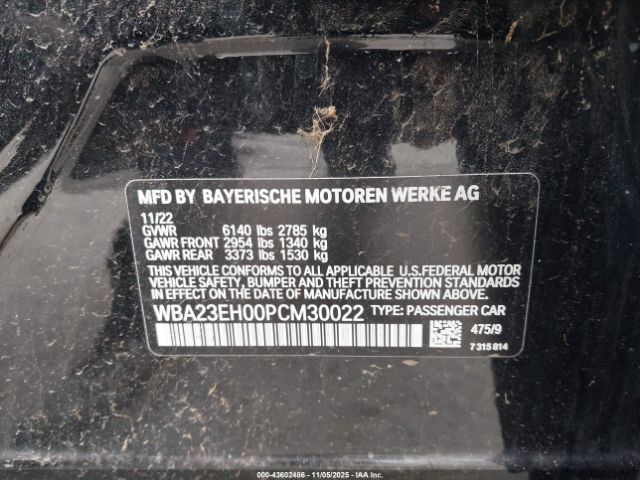 MFD BY BAYERISCHE MOTOREN WERKE AG
11/22
GVWR 6140 lbs 2785 kg
GAWR FRONT 2954 lbs 1340 kg
GAWR REAR 3373 lbs 1530 kg
THIS VEHICLE CONFORMS TO ALL APPLICABLE U.S.FEDERAL MOTOR
VEHICLE SAFETY, BUMPER AND THEFT PREVENTION STANDARDS
IN EFFECT ON THE DATE OF MANUFACTURE SHOWN ABOVE.
WBA23EH00PCM30022 TYPE: PASSENGER CAR
475/9
7 315 814
000-43602486 - 11/05/2025 - IAA Inc.